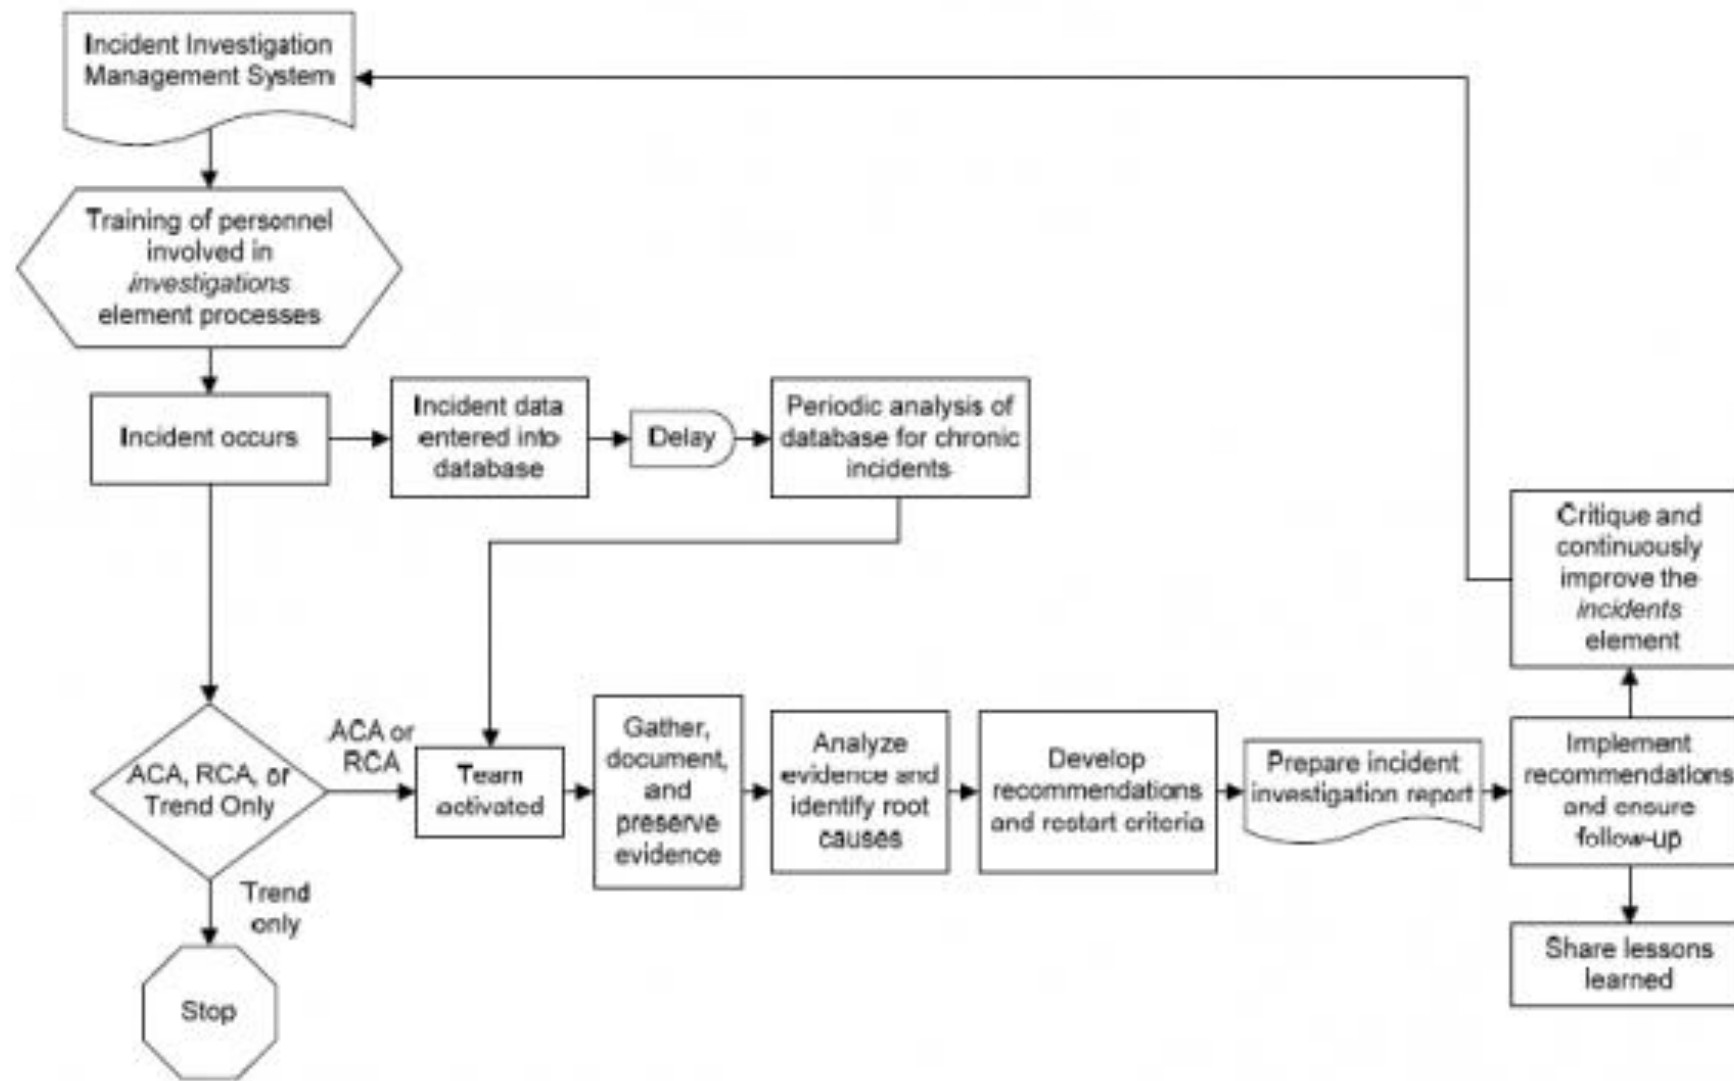 Incident Investigation
Management System
Training of personnel
involved in
investigations
element processes
Incident occurs
Incident data
entered into
database
Delay
Periodic analysis of
database for chronic
incidents
ACA, RCA, or
Trend Only
ACA or
RCA
Trend
only
Stop
Team
activated
Gather,
document,
and
preserve
evidence
Analyze
evidence and
identify root
causes
Develop
recommendations
and restart criteria
Prepare incident
investigation report
Implement
recommendations
and ensure
follow-up
Critique and
continuously
improve the
incidents
element
Share lessons
learned